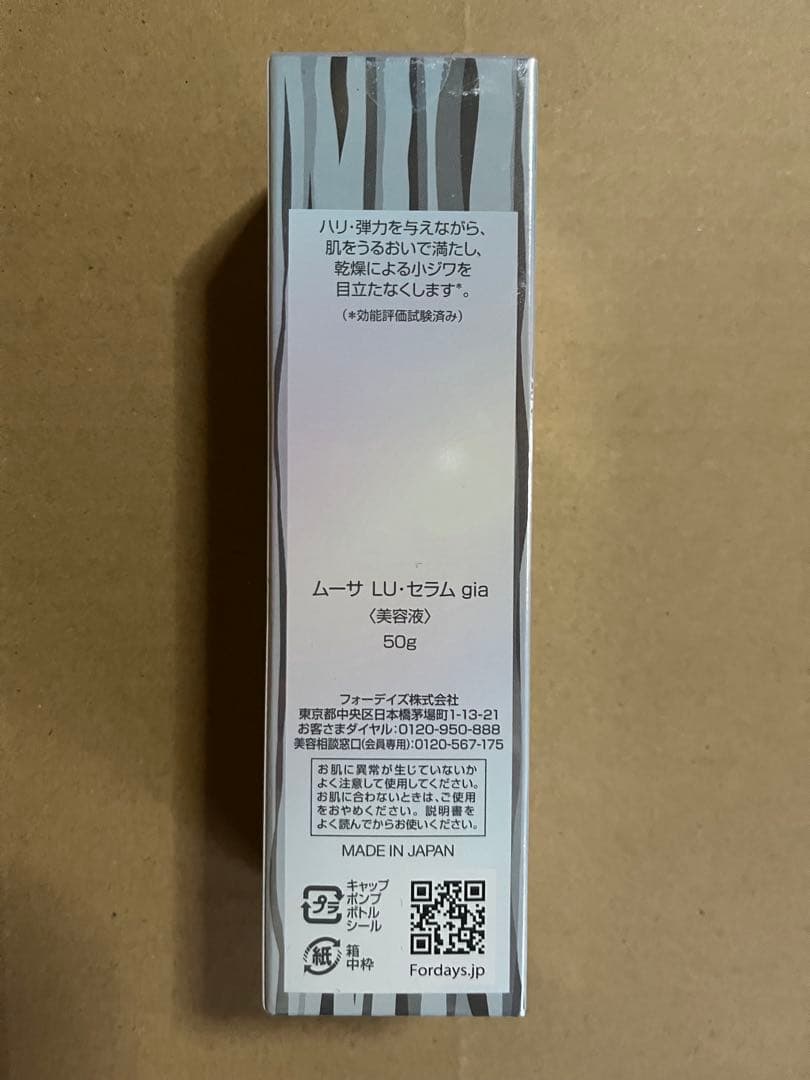 ハリ・弾力を与えながら、
肌をうるおいで満たし、
乾燥による小ジワを
目立たなくします*。
(*効能評価試験済み)
ムーサ LU・セラム gia
〈美容液〉
50g
フォーデイズ株式会社
東京都中央区日本橋茅場町1-13-21
お客さまダイヤル:0120-950-888
美容相談窓口(会員専用):0120-567-175
お肌に異常が生じていないか
よく注意して使用してください。
お肌に合わないときは、ご使用
をおやめください。説明書を
よく読んでからお使いください。
MADE IN JAPAN
プラ
キャップ
ポンプ
ボトル
シール
紙
箱
中枠
Fordays.jp